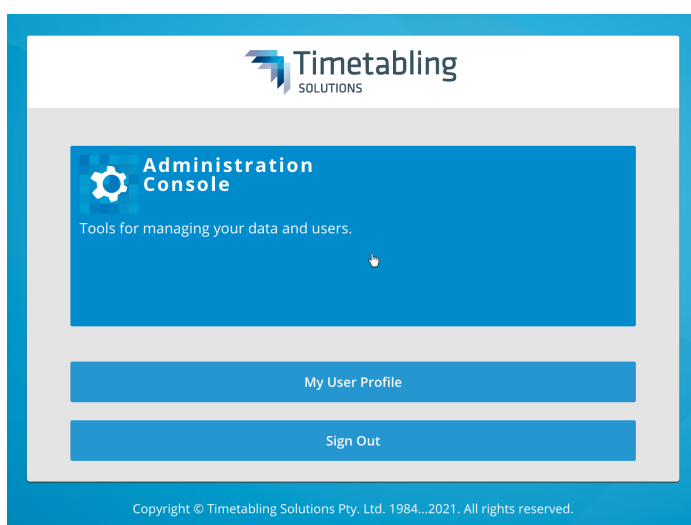 Timetabling
SOLUTIONS
Administration
Console
Tools for managing your data and users.
My User Profile
Sign Out
Copyright © Timetabling Solutions Pty. Ltd. 1984...2021. All rights reserved.